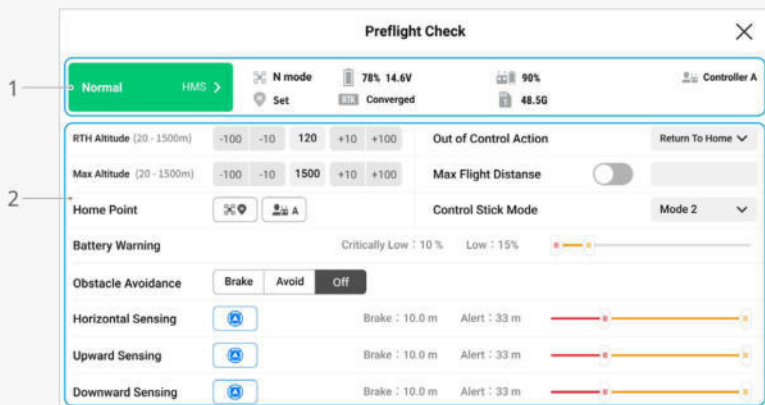 Preflight Check
1
Normal HMS N mode 78% 14.6V 90% Controller A
Set RTK Converged 48.5G
2
RTH Altitude (20 - 1500m) -100 -10 120 +10 +100 Out of Control Action Return To Home
Max Altitude (20 - 1500m) -100 -10 1500 +10 +100 Max Flight Distanse
Home Point A Control Stick Mode Mode 2
Battery Warning Critically Low : 10 % Low : 15%
Obstacle Avoidance Brake Avoid Off
Horizontal Sensing Brake : 10.0 m Alert : 33 m
Upward Sensing Brake : 10.0 m Alert : 33 m
Downward Sensing Brake : 10.0 m Alert : 33 m